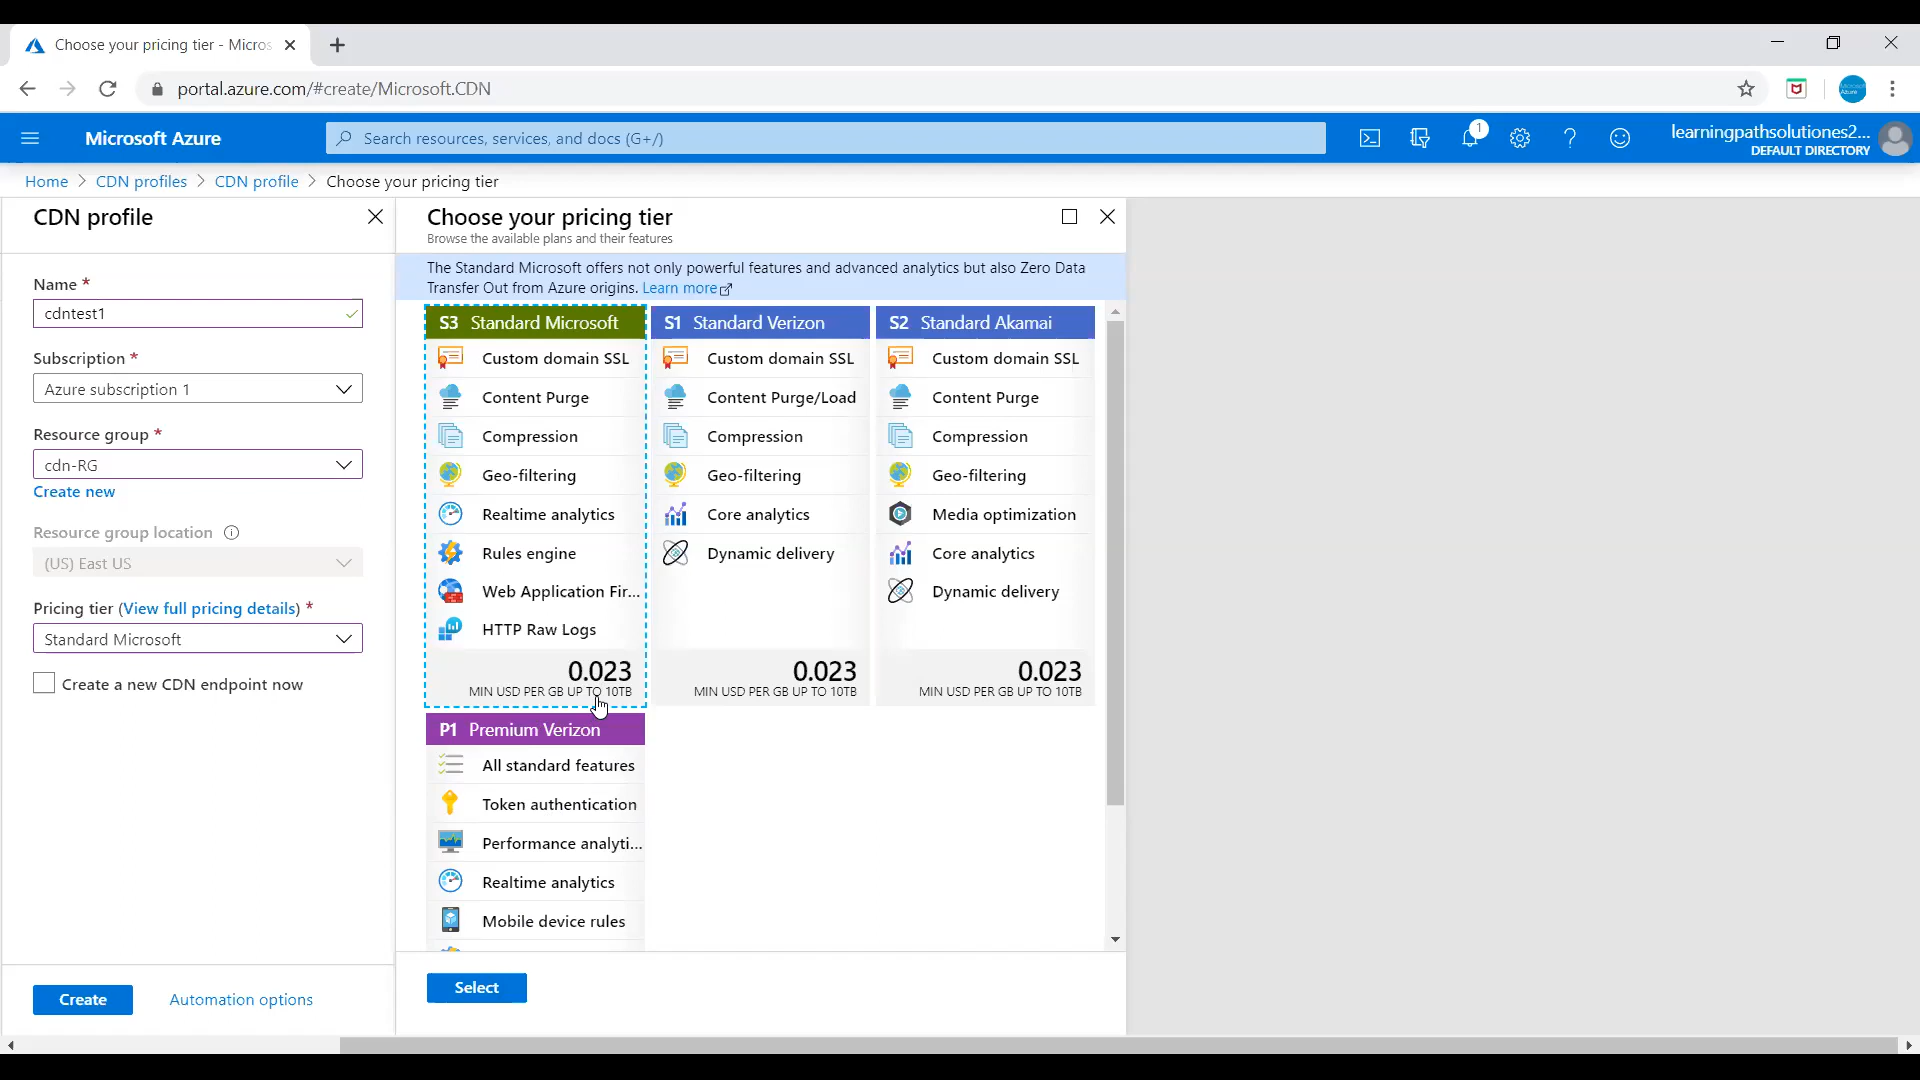 Choose your pricing tier - Micros
portal.azure.com/#create/Microsoft.CDN
Microsoft Azure
Search resources, services, and docs (G+/)
1
learningpathsolutiones2...
DEFAULT DIRECTORY
Home > CDN profiles > CDN profile > Choose your pricing tier
CDN profile
Name *
cdntest1
Subscription *
Azure subscription 1
Resource group *
cdn-RG
Create new
Resource group location
(US) East US
Pricing tier (View full pricing details) *
Standard Microsoft
Create a new CDN endpoint now
Create
Automation options
Choose your pricing tier
Browse the available plans and their features
The Standard Microsoft offers not only powerful features and advanced analytics but also Zero Data
Transfer Out from Azure origins. Learn more
S3 Standard Microsoft
Custom domain SSL
Content Purge
Compression
Geo-filtering
Realtime analytics
Rules engine
Web Application Fir...
HTTP Raw Logs
0.023
MIN USD PER GB UP TO 10TB
S1 Standard Verizon
Custom domain SSL
Content Purge/Load
Compression
Geo-filtering
Core analytics
Dynamic delivery
0.023
MIN USD PER GB UP TO 10TB
S2 Standard Akamai
Custom domain SSL
Content Purge
Compression
Geo-filtering
Media optimization
Core analytics
Dynamic delivery
0.023
MIN USD PER GB UP TO 10TB
P1 Premium Verizon
All standard features
Token authentication
Performance analyti...
Realtime analytics
Mobile device rules
Select